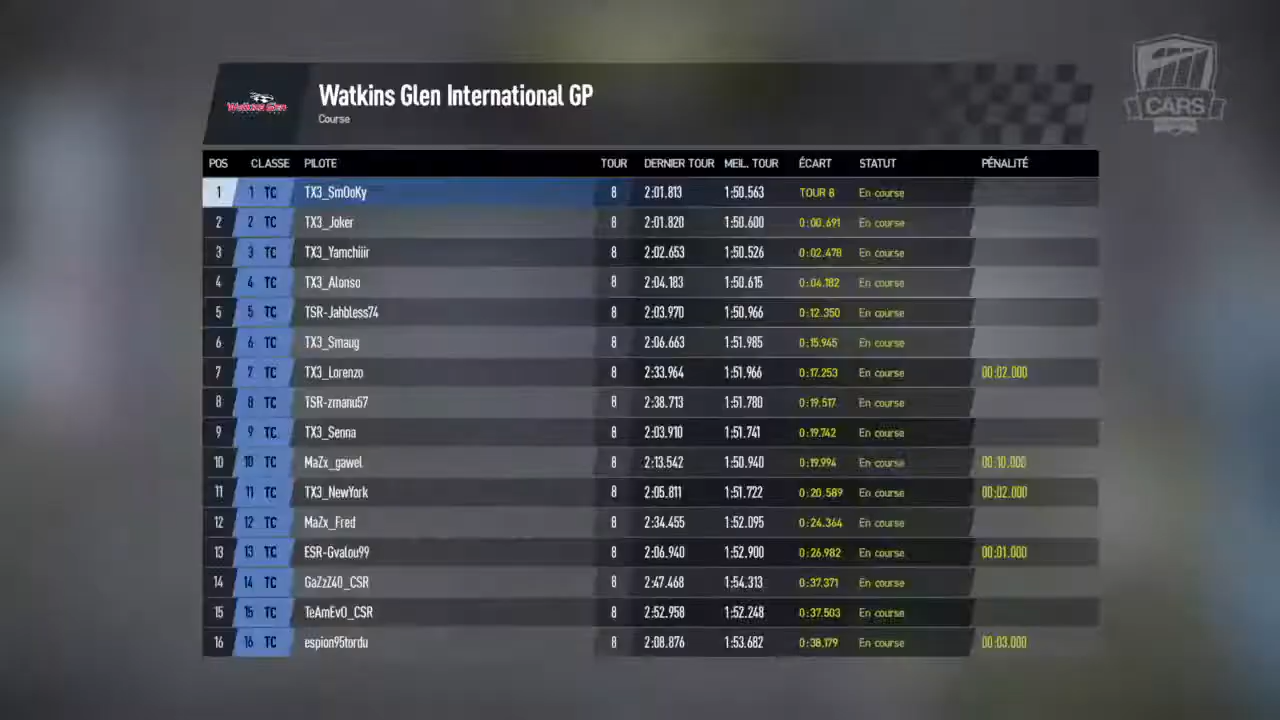 Watkins Glen
Watkins Glen International GP
Course
CARS
POS CLASSE PILOTE TOUR DERNIER TOUR MEIL. TOUR ÉCART STATUT PÉNALITÉ
1 1 TC TX3_SmOoKy 8 2:01.813 1:50.563 TOUR 8 En course
2 2 TC TX3_Joker 8 2:01.820 1:50.600 0:00.691 En course
3 3 TC TX3_Yamchiiir 8 2:02.653 1:50.526 0:02.478 En course
4 4 TC TX3_Alonso 8 2:04.183 1:50.615 0:04.182 En course
5 5 TC TSR-Jahbless74 8 2:03.970 1:50.966 0:12.350 En course
6 6 TC TX3_Smaug 8 2:06.663 1:51.985 0:15.945 En course
7 7 TC TX3_Lorenzo 8 2:33.964 1:51.966 0:17.253 En course 00:02.000
8 8 TC TSR-zmanu57 8 2:38.713 1:51.780 0:19.517 En course
9 9 TC TX3_Senna 8 2:03.910 1:51.741 0:19.742 En course
10 10 TC MaZx_gawel 8 2:13.542 1:50.940 0:19.994 En course 00:10.000
11 11 TC TX3_NewYork 8 2:05.811 1:51.722 0:20.589 En course 00:02.000
12 12 TC MaZx_Fred 8 2:34.455 1:52.095 0:24.364 En course
13 13 TC ESR-Gvalou99 8 2:06.940 1:52.900 0:26.982 En course 00:01.000
14 14 TC GaZzZ40_CSR 8 2:47.468 1:54.313 0:37.371 En course
15 15 TC TeAmEvO_CSR 8 2:52.958 1:52.248 0:37.503 En course
16 16 TC espion95tordu 8 2:08.876 1:53.682 0:38.179 En course 00:03.000